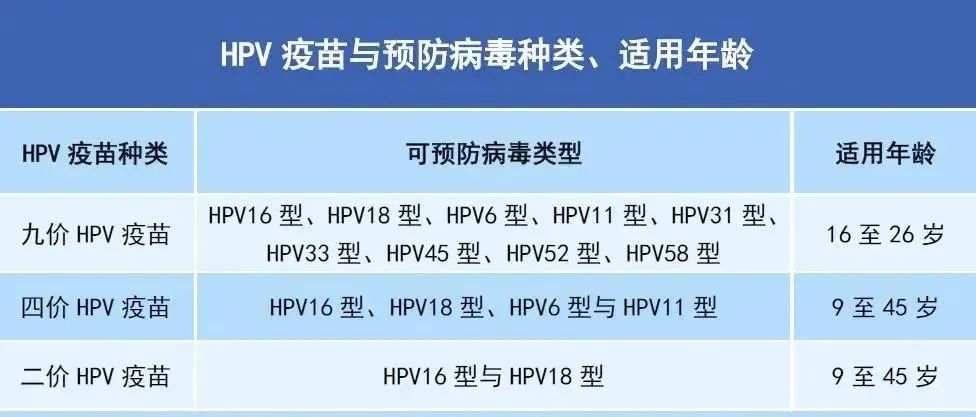 HPV 疫苗与预防病毒种类、适用年龄
HPV 疫苗种类 可预防病毒类型 适用年龄
九价 HPV 疫苗 HPV16 型、HPV18 型、HPV6 型、HPV11 型、HPV31 型、
HPV33 型、HPV45 型、HPV52 型、HPV58 型 16 至 26 岁
四价 HPV 疫苗 HPV16 型、HPV18 型、HPV6 型与 HPV11 型 9 至 45 岁
二价 HPV 疫苗 HPV16 型与 HPV18 型 9 至 45 岁